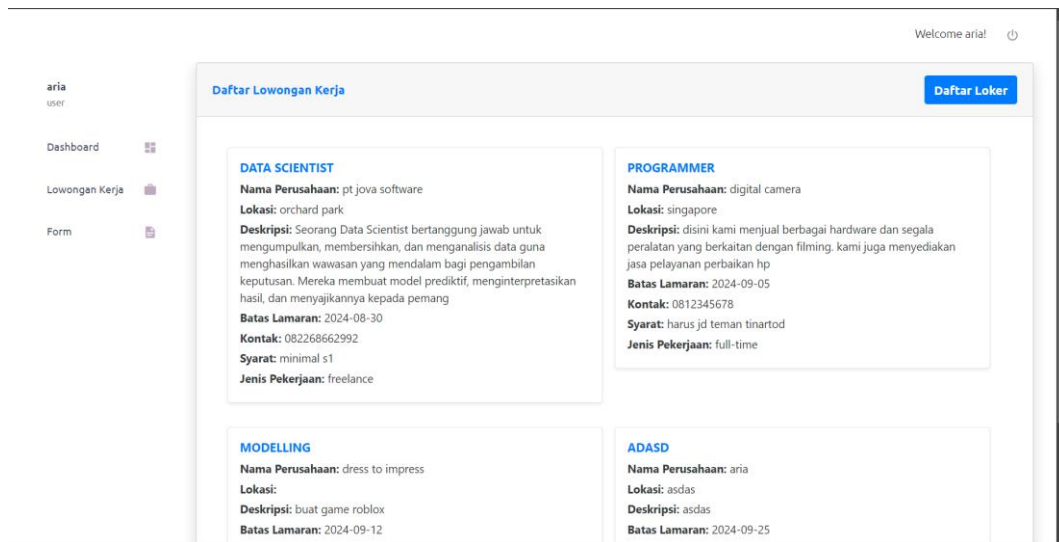 Welcome aria!
aria
user
Dashboard
Lowongan Kerja
Form
Daftar Lowongan Kerja
Daftar Loker
DATA SCIENTIST
Nama Perusahaan: pt jova software
Lokasi: orchard park
Deskripsi: Seorang Data Scientist bertanggung jawab untuk
mengumpulkan, membersihkan, dan menganalisis data guna
menghasilkan wawasan yang mendalam bagi pengambilan
keputusan. Mereka membuat model prediktif, menginterpretasikan
hasil, dan menyajikannya kepada pemang
Batas Lamaran: 2024-08-30
Kontak: 082268662992
Syarat: minimal s1
Jenis Pekerjaan: freelance
PROGRAMMER
Nama Perusahaan: digital camera
Lokasi: singapore
Deskripsi: disini kami menjual berbagai hardware dan segala
peralatan yang berkaitan dengan filming. kami juga menyediakan
jasa pelayanan perbaikan hp
Batas Lamaran: 2024-09-05
Kontak: 0812345678
Syarat: harus jd teman tinartod
Jenis Pekerjaan: full-time
MODELLING
Nama Perusahaan: dress to impress
Lokasi:
Deskripsi: buat game roblox
Batas Lamaran: 2024-09-12
ADASD
Nama Perusahaan: aria
Lokasi: asdas
Deskripsi: asdas
Batas Lamaran: 2024-09-25